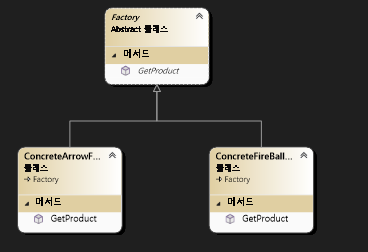 Factory
Abstract 클래스
메서드
GetProduct
ConcreteArrowF...
클래스
→ Factory
메서드
GetProduct
ConcreteFireBall...
클래스
→ Factory
메서드
GetProduct